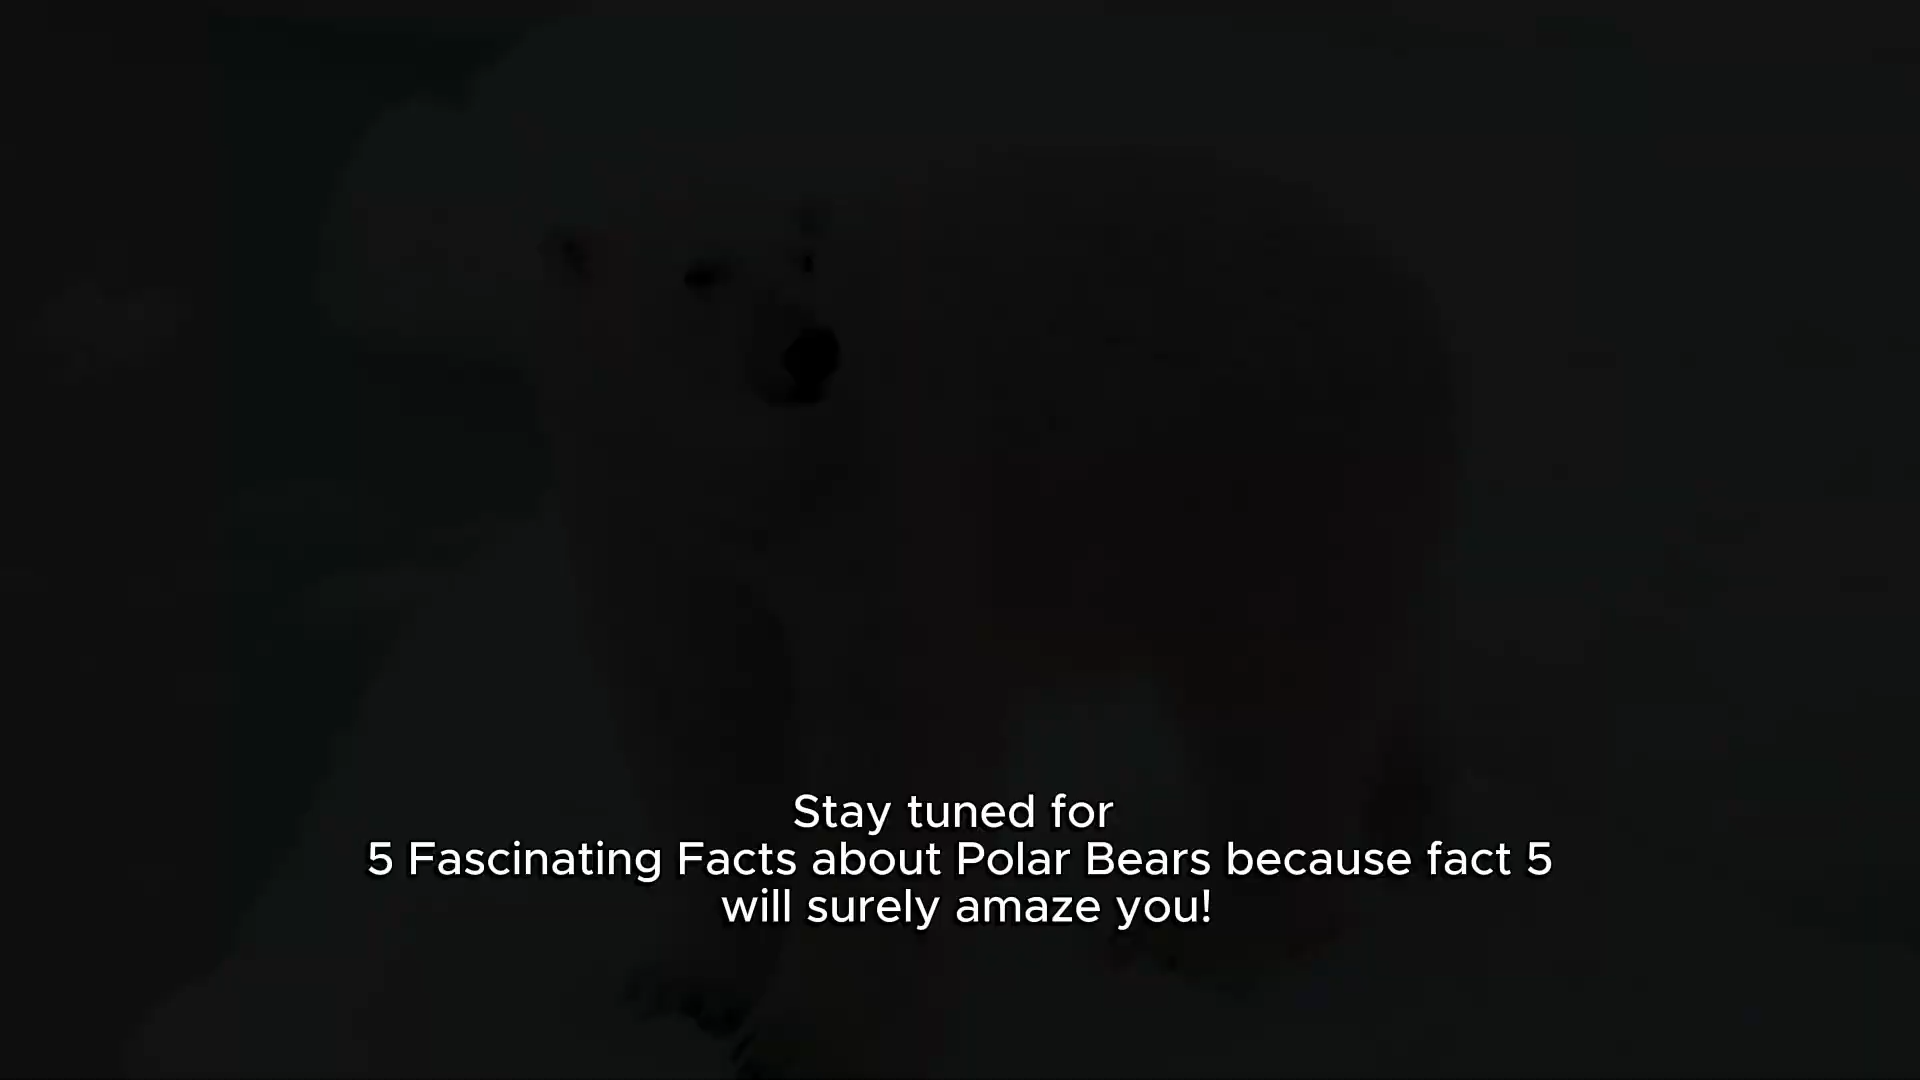 Stay tuned for
5 Fascinating Facts about Polar Bears because fact 5
will surely amaze you!